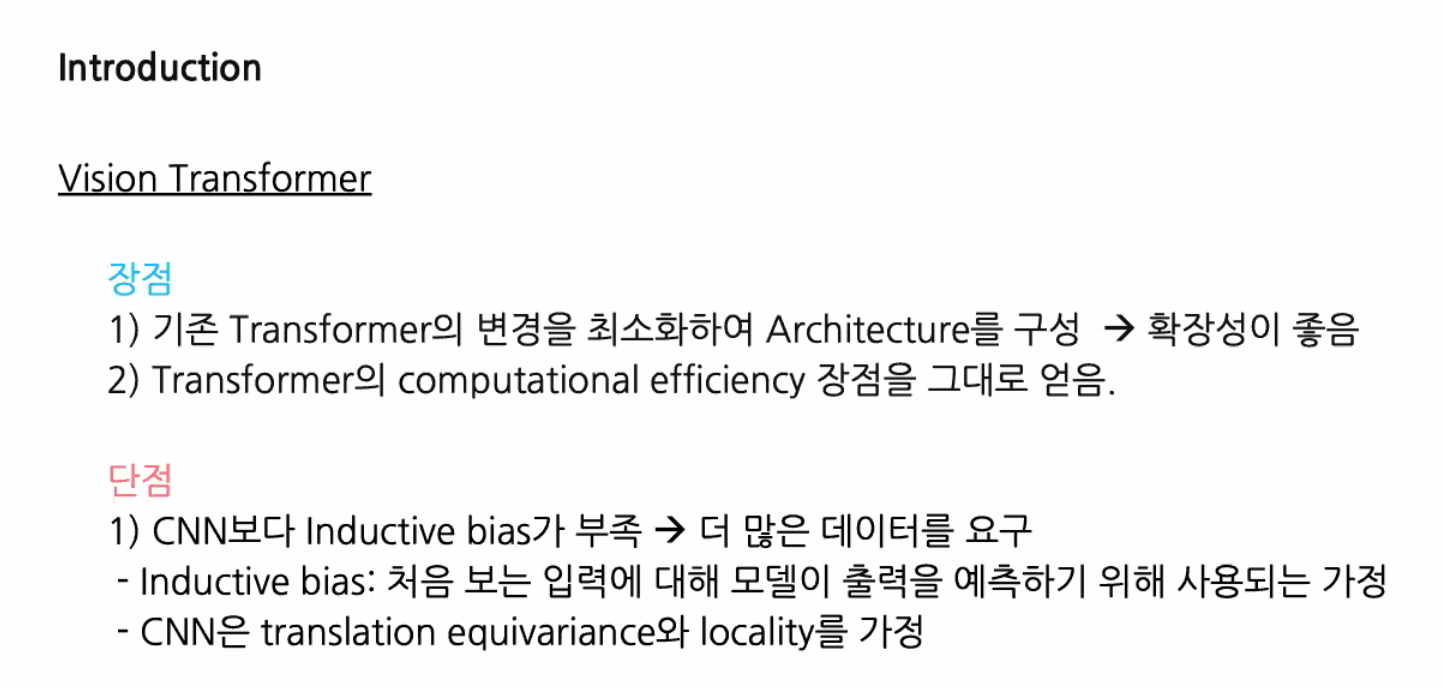 Introduction
Vision Transformer
장점
1) 기존 Transformer의 변경을 최소화하여 Architecture를 구성 → 확장성이 좋음
2) Transformer의 computational efficiency 장점을 그대로 얻음.
단점
1) CNN보다 Inductive bias가 부족 → 더 많은 데이터를 요구
- Inductive bias: 처음 보는 입력에 대해 모델이 출력을 예측하기 위해 사용되는 가정
- CNN은 translation equivariance와 locality를 가정